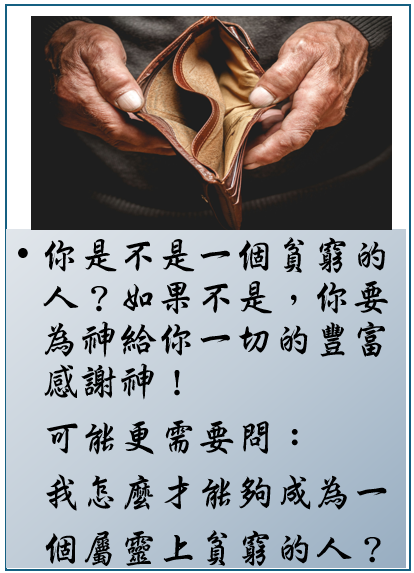 • 你是不是一個貧窮的
人？如果不是，你要
為神給你一切的豐富
感謝神！
可能更需要問：
我怎麼才能夠成為一
個屬靈上貧窮的人？